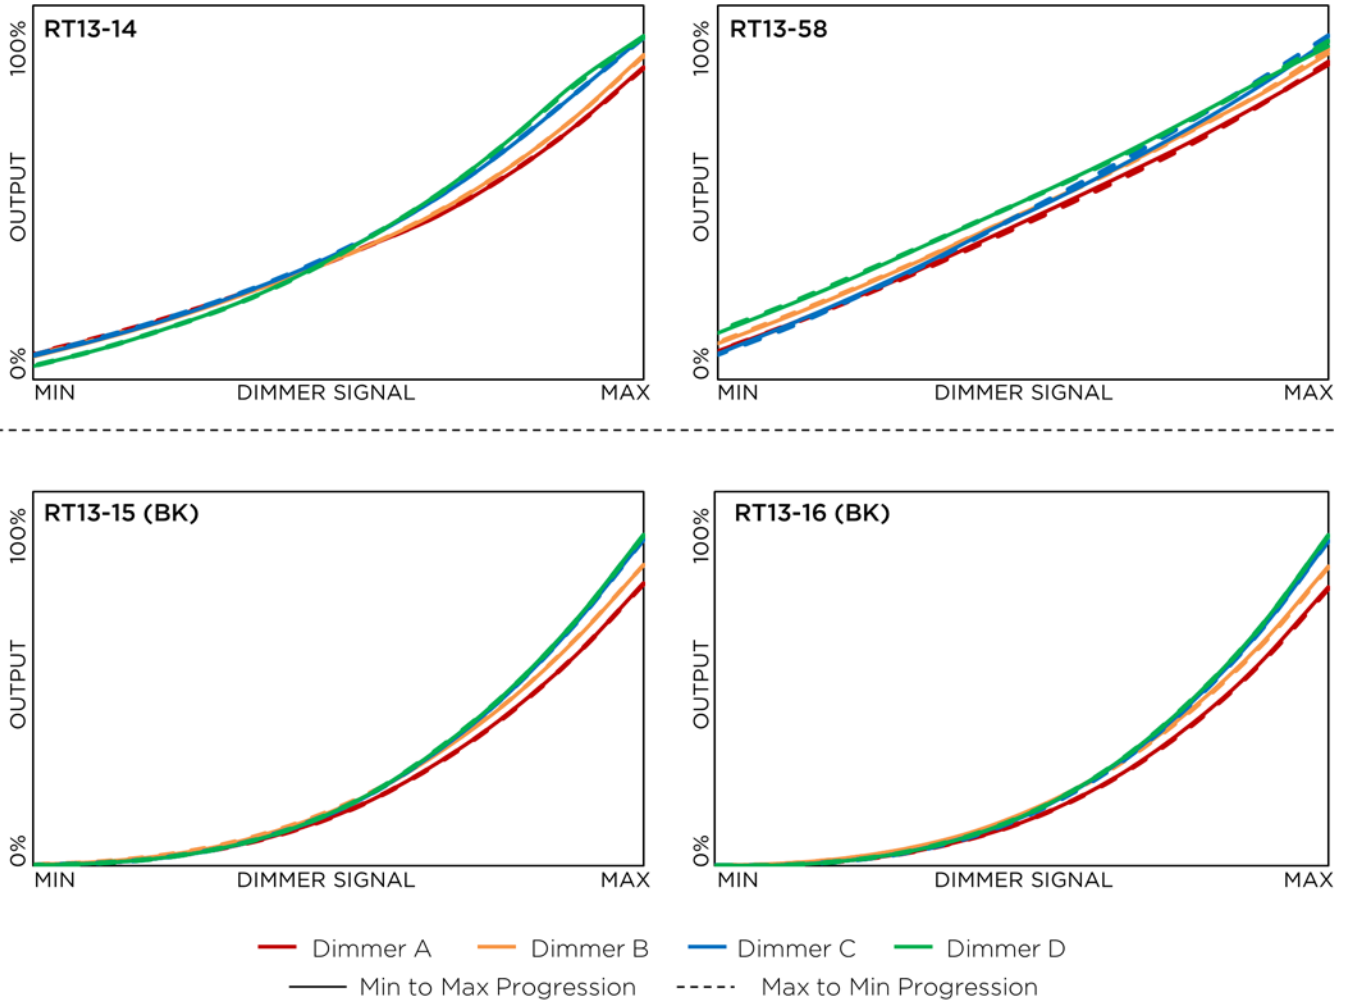 RT13-14
100%
OUTPUT
0%
MIN DIMMER SIGNAL MAX
RT13-58
100%
OUTPUT
0%
MIN DIMMER SIGNAL MAX
RT13-15 (BK)
100%
OUTPUT
0%
MIN DIMMER SIGNAL MAX
RT13-16 (BK)
100%
OUTPUT
0%
MIN DIMMER SIGNAL MAX
Dimmer A Dimmer B Dimmer C Dimmer D
Min to Max Progression Max to Min Progression